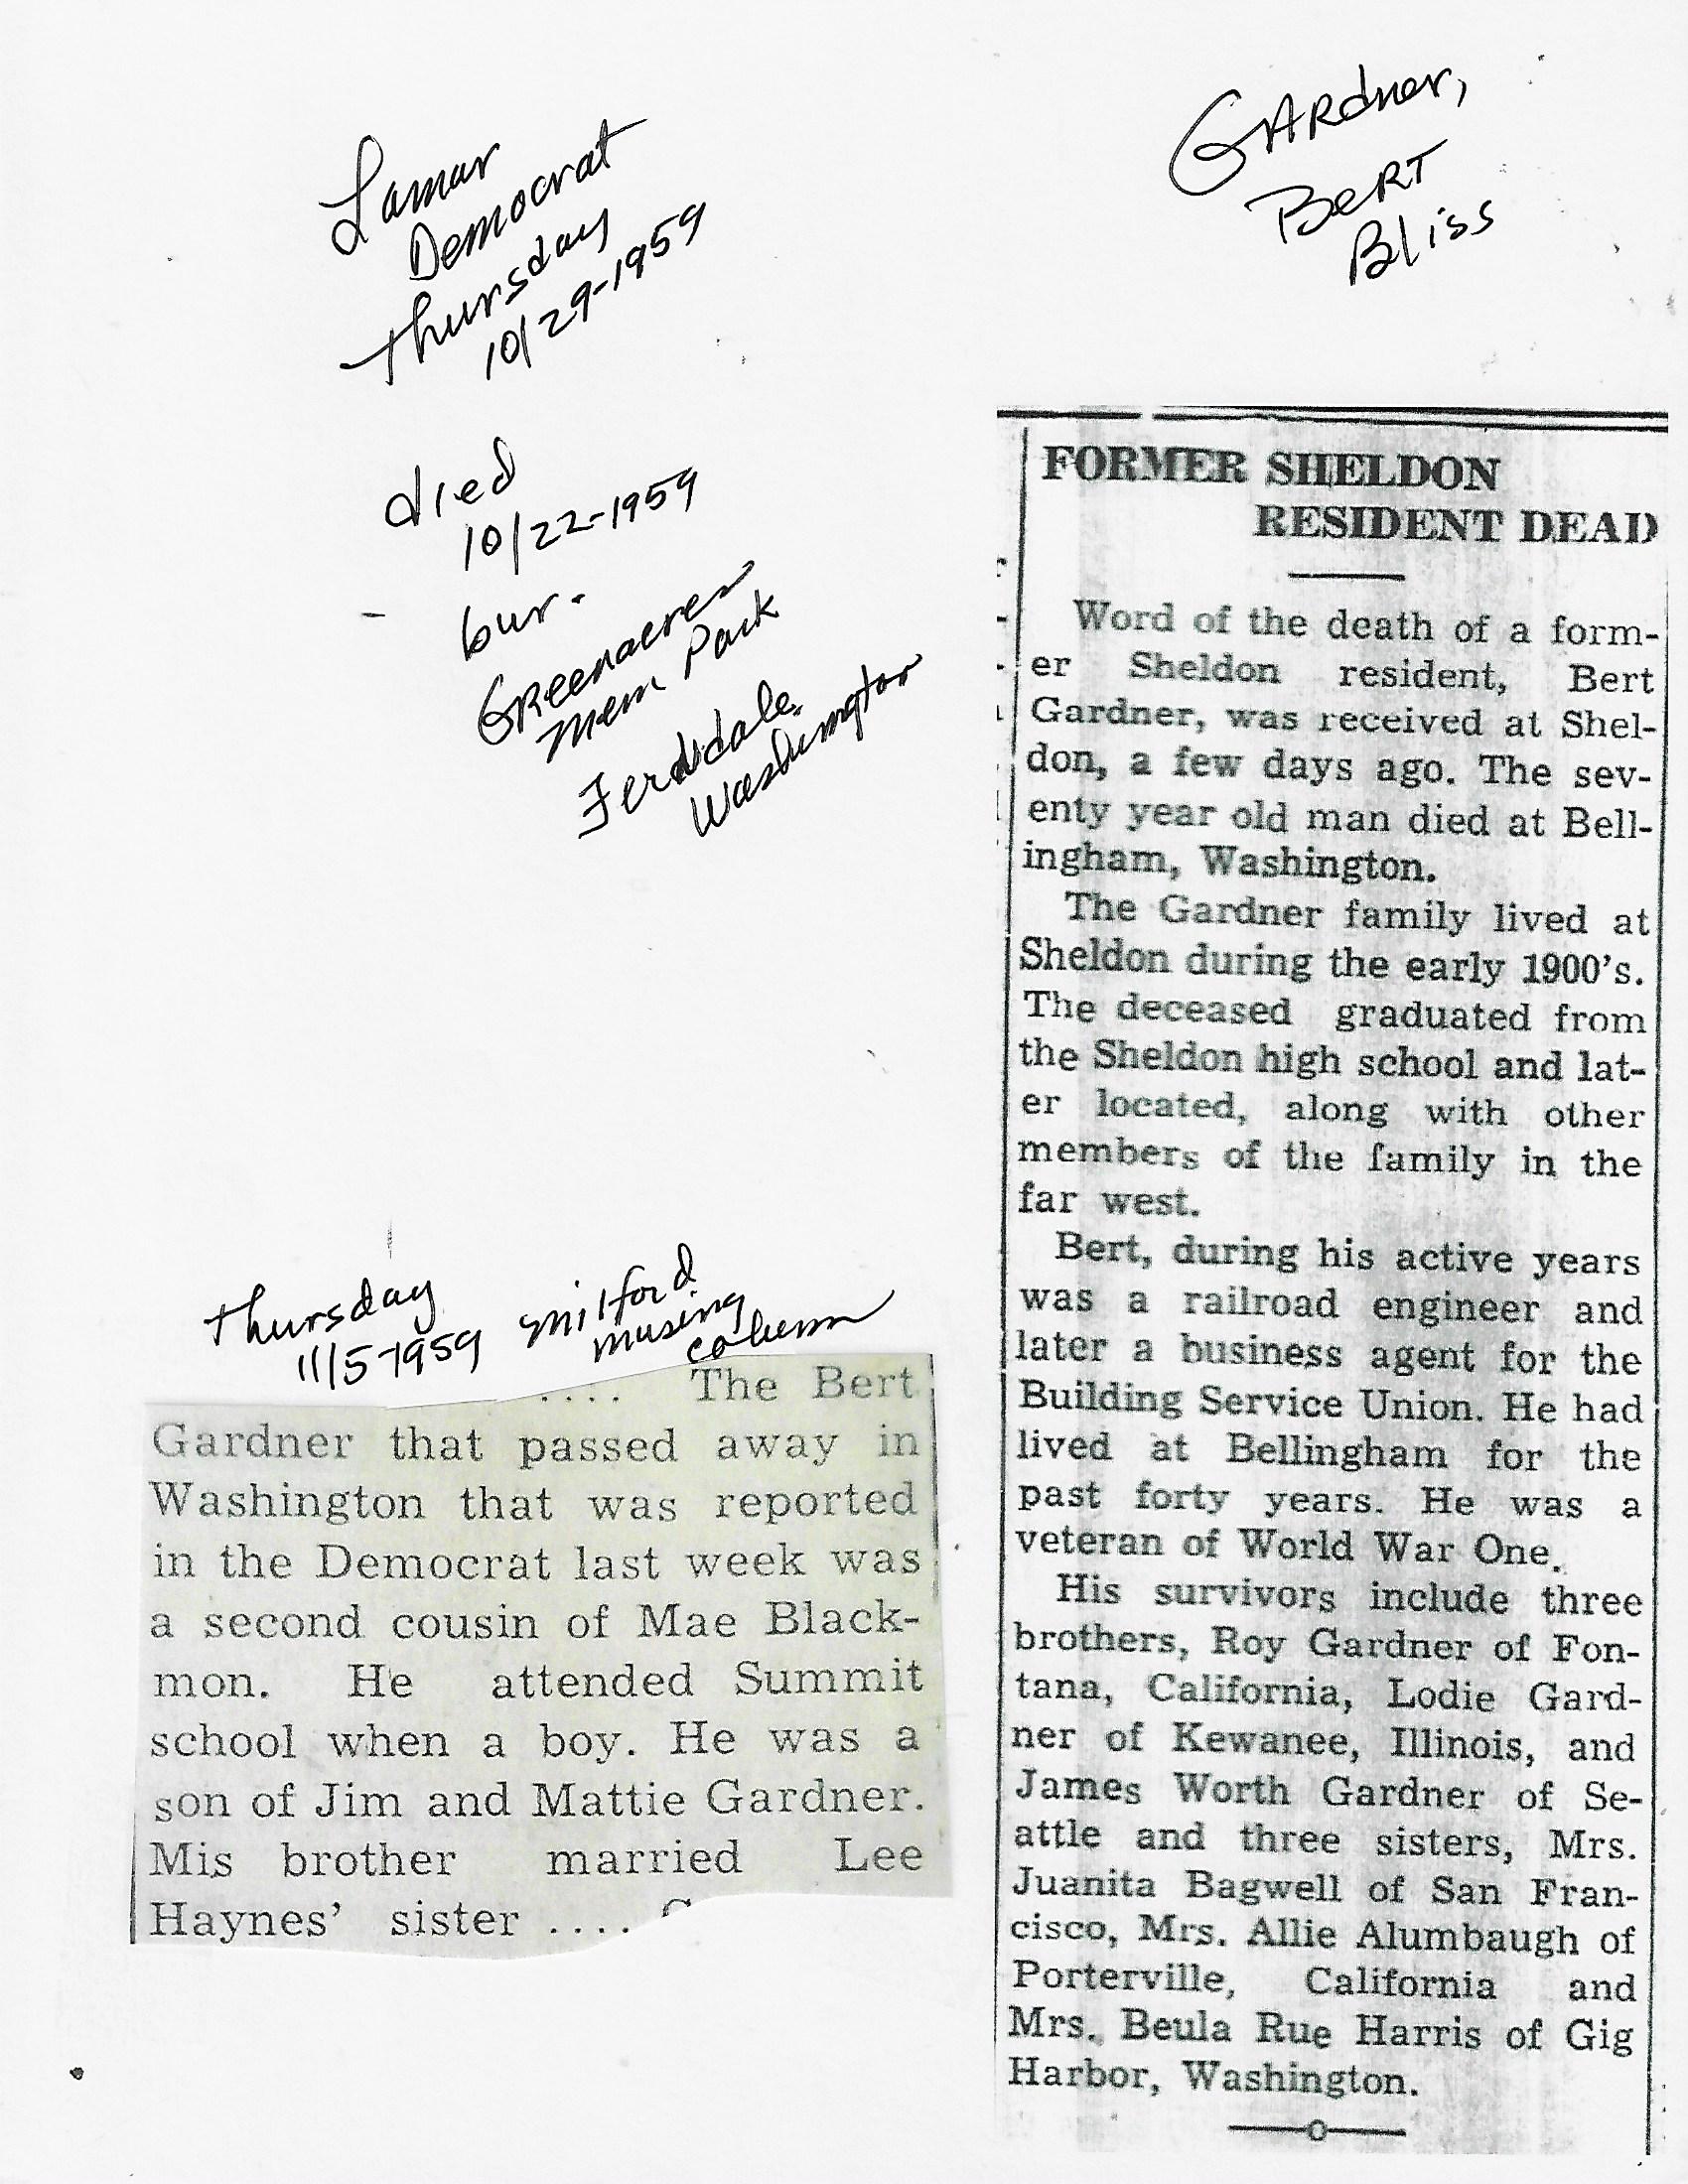 Lamar
Democrat
Thursday
10/29-1959
died
10/22-1959
bur.
Greenacres
Mem Park
Ferdndale
Washington
Gardner,
Bert
Bliss
FORMER SHELDON
RESIDENT DEAD
Word of the death of a form-
er Sheldon resident, Bert
Gardner, was received at Shel-
don, a few days ago. The sev-
enty year old man died at Bell-
ingham, Washington.
The Gardner family lived at
Sheldon during the early 1900's.
The deceased graduated from
the Sheldon high school and lat-
er located, along with other
members of the family in the
far west.
Bert, during his active years
was a railroad engineer and
later a business agent for the
Building Service Union. He had
lived at Bellingham for the
past forty years. He was a
veteran of World War One.
His survivors include three
brothers, Roy Gardner of Fon-
tana, California, Lodie Gard-
ner of Kewanee, Illinois, and
James Worth Gardner of Se-
attle and three sisters, Mrs.
Juanita Bagwell of San Fran-
cisco, Mrs. Allie Alumbaugh of
Porterville, California and
Mrs. Beula Rue Harris of Gig
Harbor, Washington.
Thursday
11/5-1959
Milford
Musing
Column
.... The Bert
Gardner that passed away in
Washington that was reported
in the Democrat last week was
a second cousin of Mae Black-
mon. He attended Summit
school when a boy. He was a
son of Jim and Mattie Gardner.
Mis brother married Lee
Haynes' sister ....